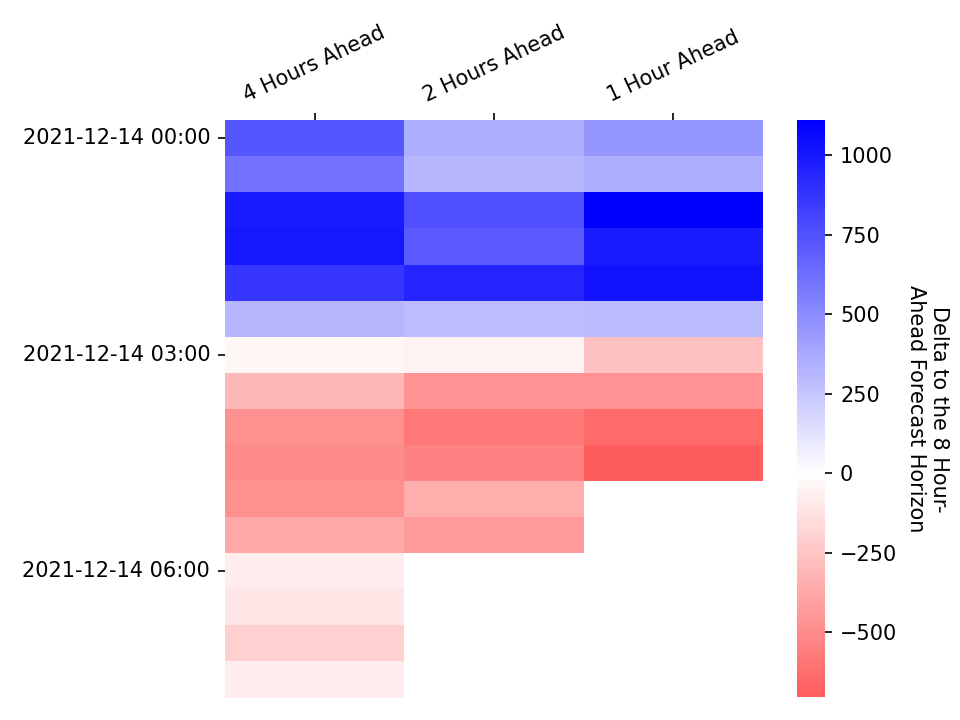 4 Hours Ahead
2 Hours Ahead
1 Hour Ahead
2021-12-14 00:00
2021-12-14 03:00
2021-12-14 06:00
1000
750
500
250
0
−250
−500
Delta to the 8 Hour-
Ahead Forecast Horizon